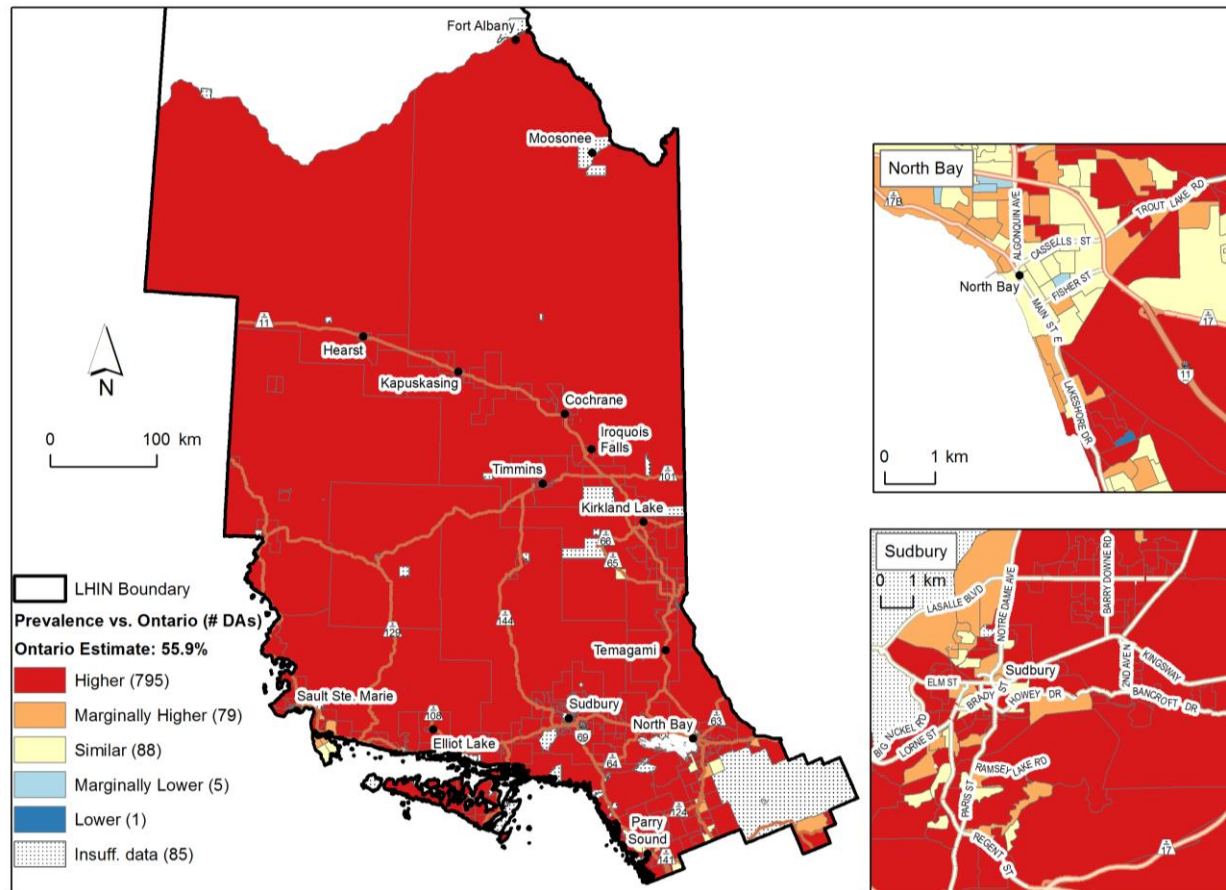 Fort Albany
Moosonee
11
Hearst
Kapuskasing
Cochrane
Iroquois
Falls
Timmins
101
Kirkland Lake
66
65
144
129
Temagami
Sault Ste. Marie
108
Elliot Lake
Sudbury
69
North Bay
63
64
124
Parry
Sound
141
N
0 100 km
LHIN Boundary
Prevalence vs. Ontario (# DAs)
Ontario Estimate: 55.9%
Higher (795)
Marginally Higher (79)
Similar (88)
Marginally Lower (5)
Lower (1)
Insuff. data (85)
North Bay
17B
ALGONQUIN AVE
TROUT LAKE RD
CASSELLS ST
North Bay
FISHER ST
MAIN ST E
17
11
LAKESHORE DR
0 1 km
Sudbury
0 1 km
LASALLE BLVD
NOTRE DAME AVE
BARRY DOWNE RD
ELM ST
Sudbury
BRADY ST
HOWEY DR
2ND AVE N
KINGSWAY
BANCROFT DR
BIG NICKEL RD
LORNE ST
RAMSEY LAKE RD
PARIS ST
REGENT ST
17